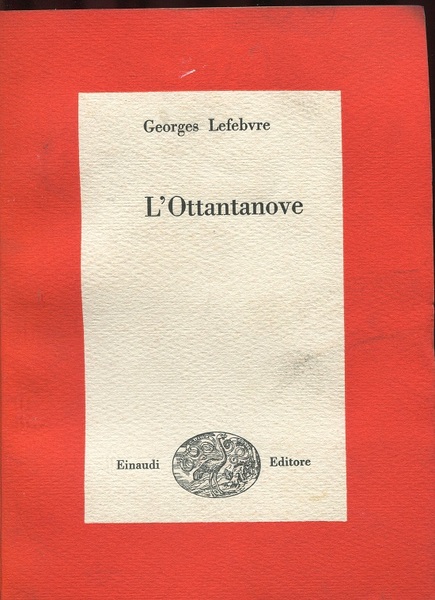 Georges Lefebvre
L'Ottantanove
Einaudi Editore